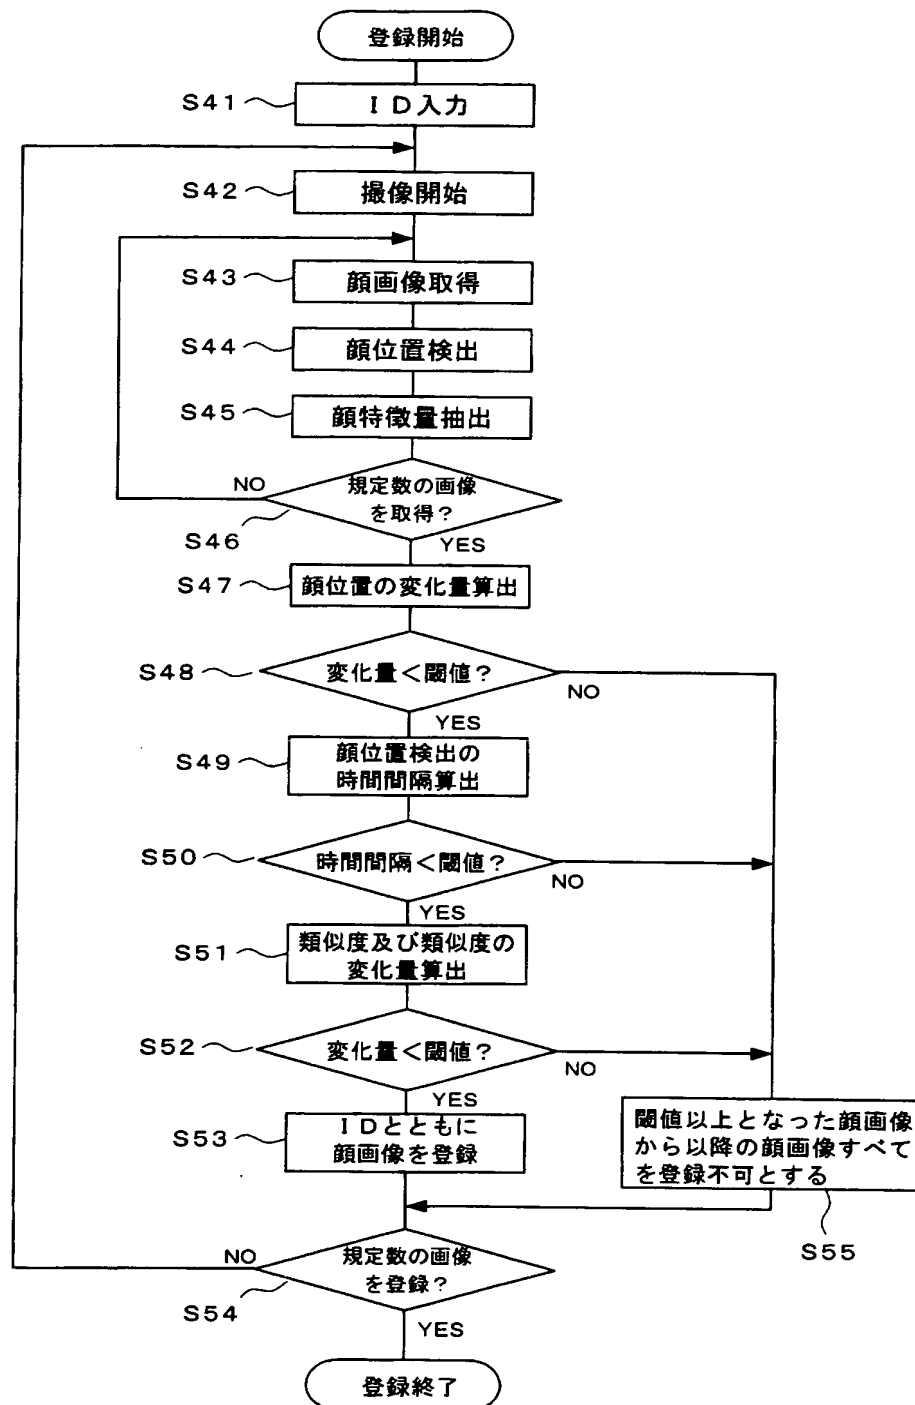 登録開始
S41
ID入力
S42
撮像開始
S43
顔画像取得
S44
顔位置検出
S45
顔特徴量抽出
NO
規定数の画像
を取得?
S46
YES
S47
顔位置の変化量算出
S48
変化量<閾値?
NO
YES
S49
顔位置検出の
時間間隔算出
S50
時間間隔<閾値?
NO
YES
S51
類似度及び類似度の
変化量算出
S52
変化量<閾値?
NO
YES
S53
IDとともに
顔画像を登録
閾値以上となった顔画像
から以降の顔画像すべて
を登録不可とする
S55
NO
規定数の画像
を登録?
S54
YES
登録終了